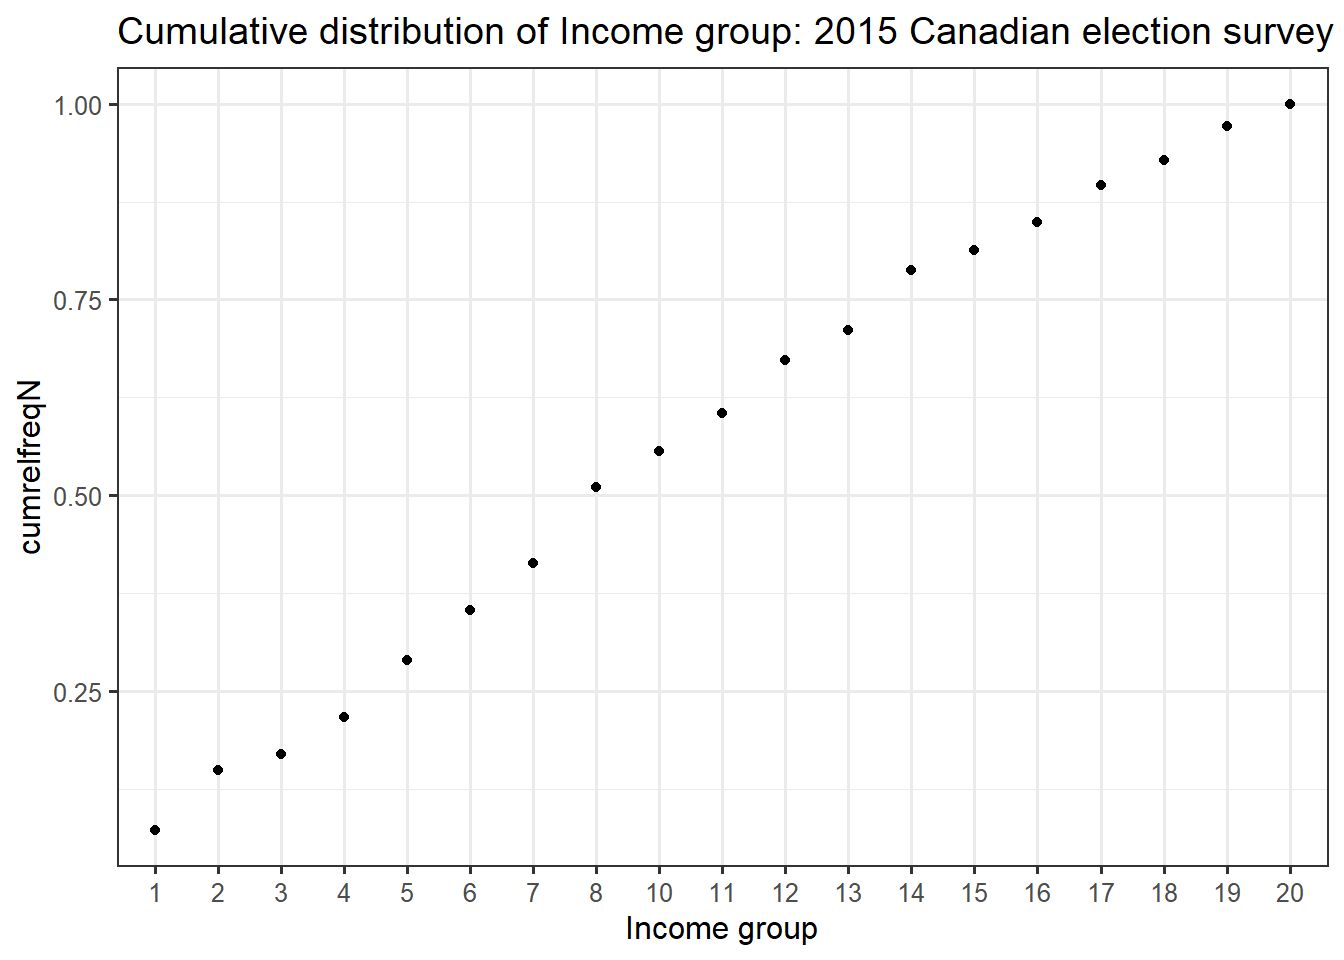 Cumulative distribution of Income group: 2015 Canadian election survey
1.00
0.75
0.50
0.25
cumrelfreqN
1 2 3 4 5 6 7 8 10 11 12 13 14 15 16 17 18 19 20
Income group